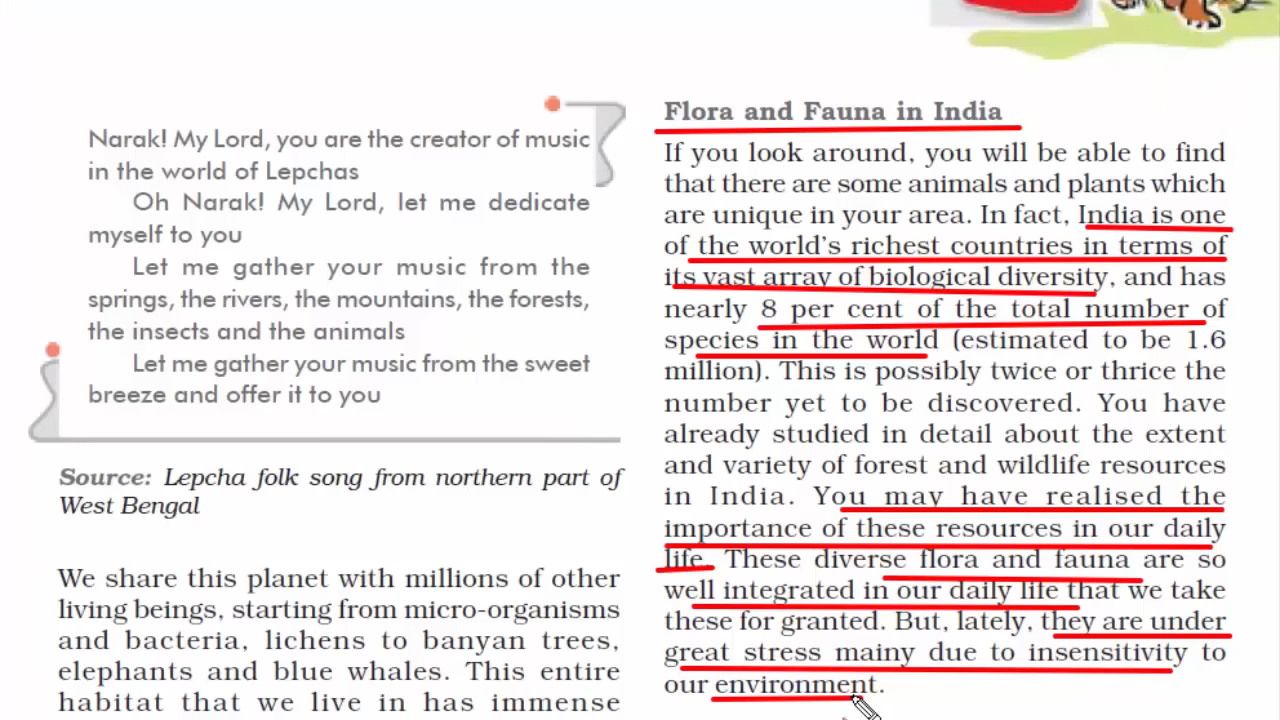 Narak! My Lord, you are the creator of music
in the world of Lepchas
Oh Narak! My Lord, let me dedicate
myself to you
Let me gather your music from the
springs, the rivers, the mountains, the forests,
the insects and the animals
Let me gather your music from the sweet
breeze and offer it to you
Source: Lepcha folk song from northern part of
West Bengal
We share this planet with millions of other
living beings, starting from micro-organisms
and bacteria, lichens to banyan trees,
elephants and blue whales. This entire
habitat that we live in has immense
Flora and Fauna in India
If you look around, you will be able to find
that there are some animals and plants which
are unique in your area. In fact, India is one
of the world's richest countries in terms of
its vast array of biological diversity, and has
nearly 8 per cent of the total number of
species in the world (estimated to be 1.6
million). This is possibly twice or thrice the
number yet to be discovered. You have
already studied in detail about the extent
and variety of forest and wildlife resources
in India. You may have realised the
importance of these resources in our daily
life. These diverse flora and fauna are so
well integrated in our daily life that we take
these for granted. But, lately, they are under
great stress mainy due to insensitivity to
our environment.